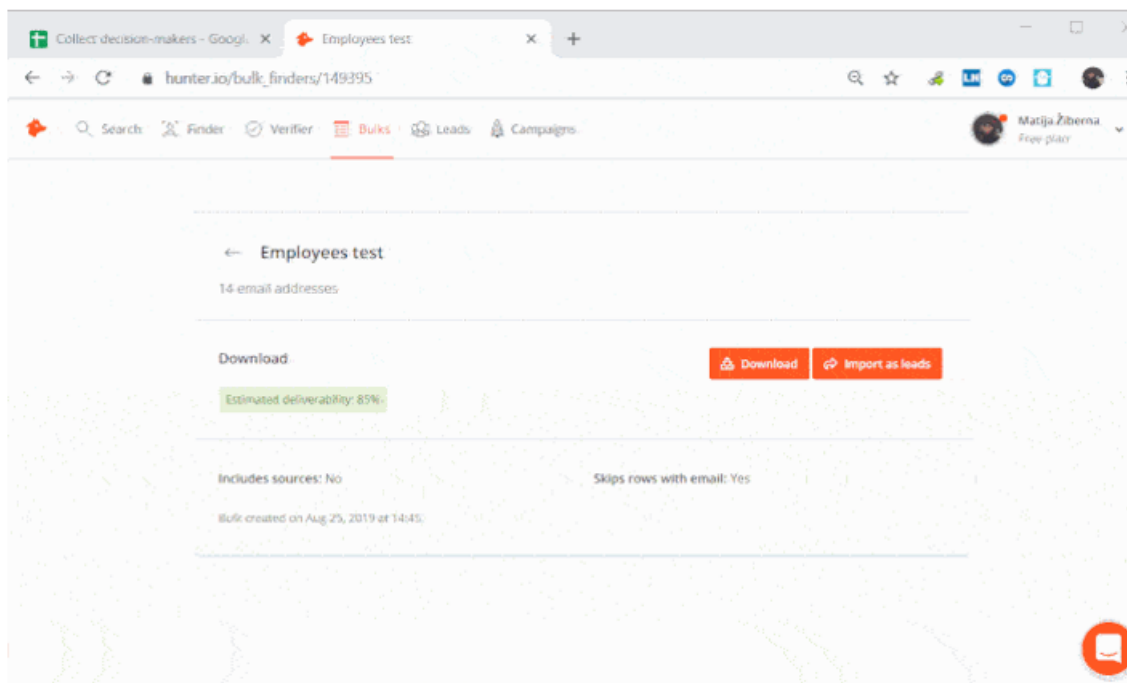 Collect decision-makers - Googl
Employees test
hunter.io/bulk_finders/149395
Search Finder Verifier Bulks Leads Campaigns
Matija Žiberna
Free plan
Employees test
14 email addresses
Download
Download Import as leads
Estimated deliverability: 85%
Includes sources: No Skips rows with email: Yes
Bulk created on Aug 25, 2019 at 14:45